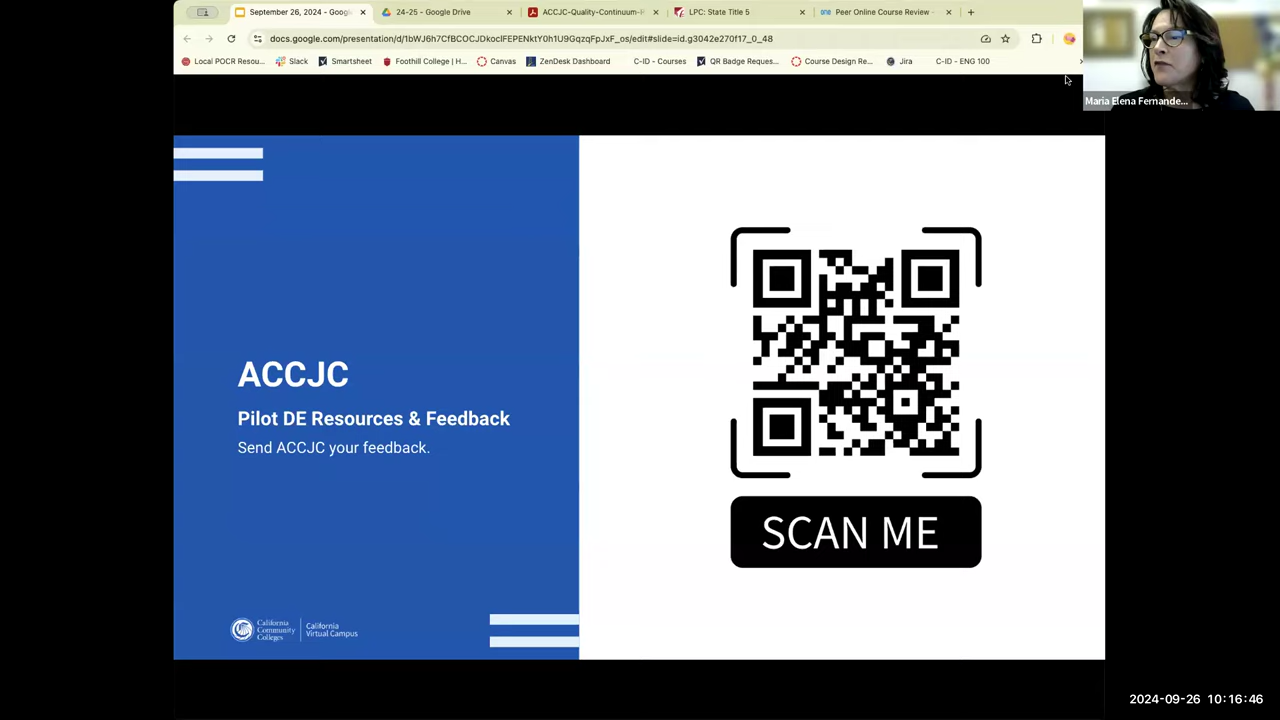 September 26, 2024 - Googl
24-25 - Google Drive
ACCJC-Quality-Continuum-R
LPC: State Title 5
Peer Online Course Review -
docs.google.com/presentation/d/1bWJ6h7CfBCOCJDkoclFEPENktY0h1U9GqzqFpJxF_os/edit#slide=id.g3042e270f17_0_48
Local POCR Resou...
Slack
Smartsheet
Foothill College | H...
Canvas
ZenDesk Dashboard
C-ID - Courses
QR Badge Reques...
Course Design Re...
Jira
C-ID - ENG 100
Maria Elena Fernande...
ACCJC
Pilot DE Resources & Feedback
Send ACCJC your feedback.
SCAN ME
California
Community
Colleges
California
Virtual Campus
2024-09-26 10:16:46